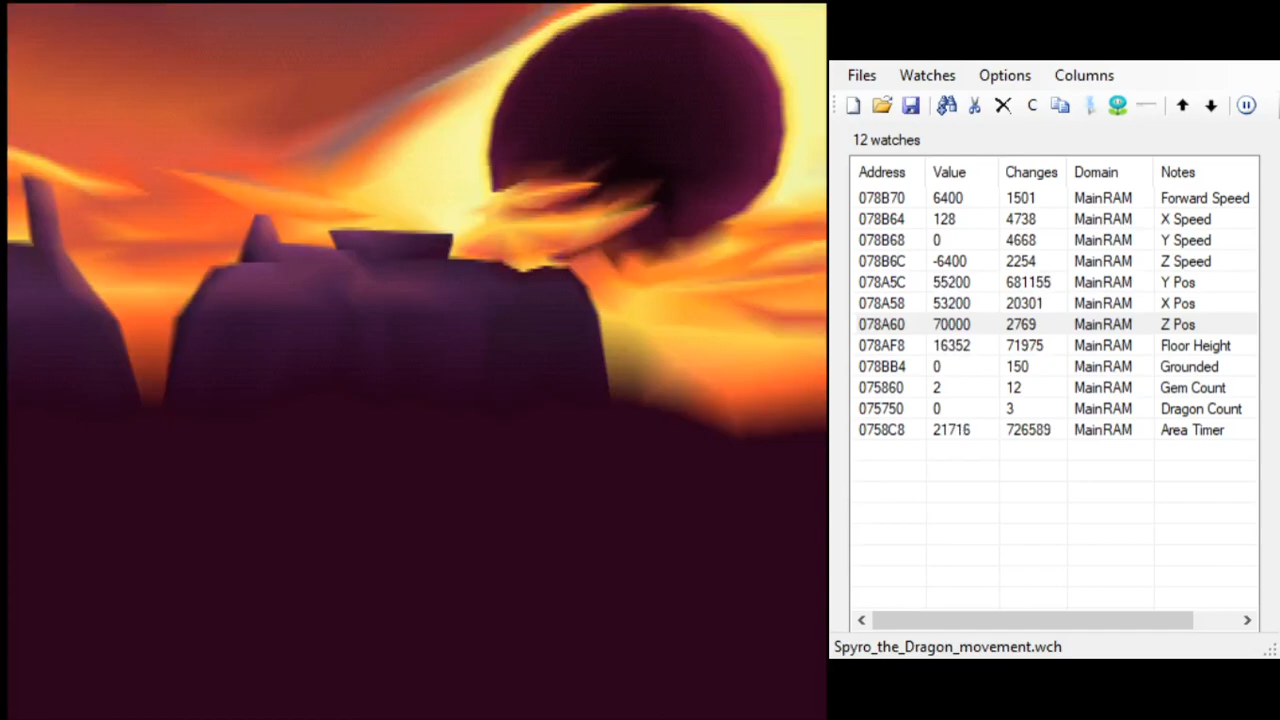 Files Watches Options Columns
C
12 watches
Address Value Changes Domain Notes
078B70 6400 1501 MainRAM Forward Speed
078B64 128 4738 MainRAM X Speed
078B68 0 4668 MainRAM Y Speed
078B6C -6400 2254 MainRAM Z Speed
078A5C 55200 681155 MainRAM Y Pos
078A58 53200 20301 MainRAM X Pos
078A60 70000 2769 MainRAM Z Pos
078AF8 16352 71975 MainRAM Floor Height
078BB4 0 150 MainRAM Grounded
075860 2 12 MainRAM Gem Count
075750 0 3 MainRAM Dragon Count
0758C8 21716 726589 MainRAM Area Timer
Spyro_the_Dragon_movement.wch